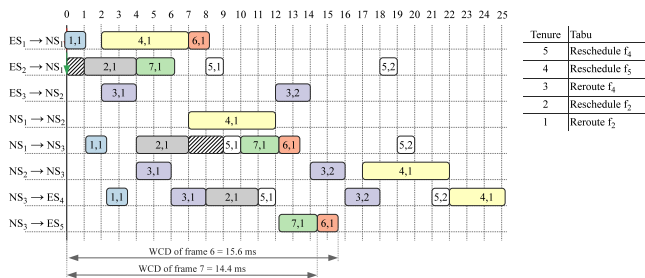 0 1 2 3 4 5 6 7 8 9 10 11 12 13 14 15 16 17 18 19 20 21 22 23 24 25
ES₁ → NS₁ 1,1 4,1 6,1
ES₂ → NS₁ 2,1 7,1 5,1 5,2
ES₃ → NS₂ 3,1 3,2
NS₁ → NS₂ 4,1
NS₁ → NS₃ 1,1 2,1 5,1 7,1 6,1 5,2
NS₂ → NS₃ 3,1 3,2 4,1
NS₃ → ES₄ 1,1 3,1 2,1 5,1 3,2 5,2 4,1
NS₃ → ES₅ 7,1 6,1
WCD of frame 6 = 15.6 ms
WCD of frame 7 = 14.4 ms
Tenure Tabu
5 Reschedule f₄
4 Reschedule f₅
3 Reroute f₄
2 Reschedule f₂
1 Reroute f₂